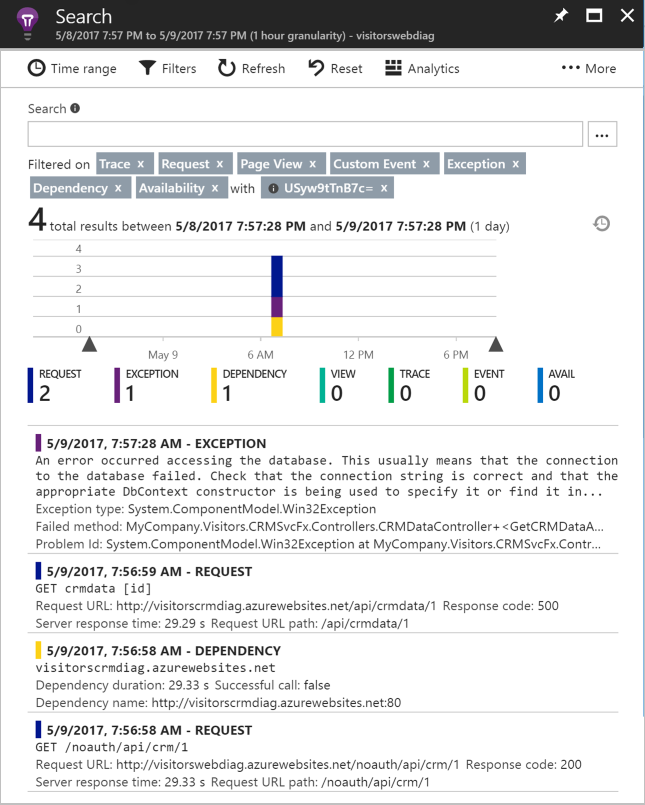 Search
5/8/2017 7:57 PM to 5/9/2017 7:57 PM (1 hour granularity) - visitorswebdiag
Time range Filters Refresh Reset Analytics ••• More
Search
...
Filtered on Trace x Request x Page View x Custom Event x Exception x
Dependency x Availability x with USyw9tTnB7c= x
4 total results between 5/8/2017 7:57:28 PM and 5/9/2017 7:57:28 PM (1 day)
4
3
2
1
0
May 9 6 AM 12 PM 6 PM
REQUEST EXCEPTION DEPENDENCY VIEW TRACE EVENT AVAIL
2 1 1 0 0 0 0
5/9/2017, 7:57:28 AM - EXCEPTION
An error occurred accessing the database. This usually means that the connection
to the database failed. Check that the connection string is correct and that the
appropriate DbContext constructor is being used to specify it or find it in...
Exception type: System.ComponentModel.Win32Exception
Failed method: MyCompany.Visitors.CRMSvcFx.Controllers.CRMDataController+<GetCRMDataA...
Problem Id: System.ComponentModel.Win32Exception at MyCompany.Visitors.CRMSvcFx.Contr...
5/9/2017, 7:56:59 AM - REQUEST
GET crmdata [id]
Request URL: http://visitorscrmdiag.azurewebsites.net/api/crmdata/1 Response code: 500
Server response time: 29.29 s Request URL path: /api/crmdata/1
5/9/2017, 7:56:58 AM - DEPENDENCY
visitorscrmdiag.azurewebsites.net
Dependency duration: 29.33 s Successful call: false
Dependency name: http://visitorscrmdiag.azurewebsites.net:80
5/9/2017, 7:56:58 AM - REQUEST
GET /noauth/api/crm/1
Request URL: http://visitorswebdiag.azurewebsites.net/noauth/api/crm/1 Response code: 200
Server response time: 29.33 s Request URL path: /noauth/api/crm/1